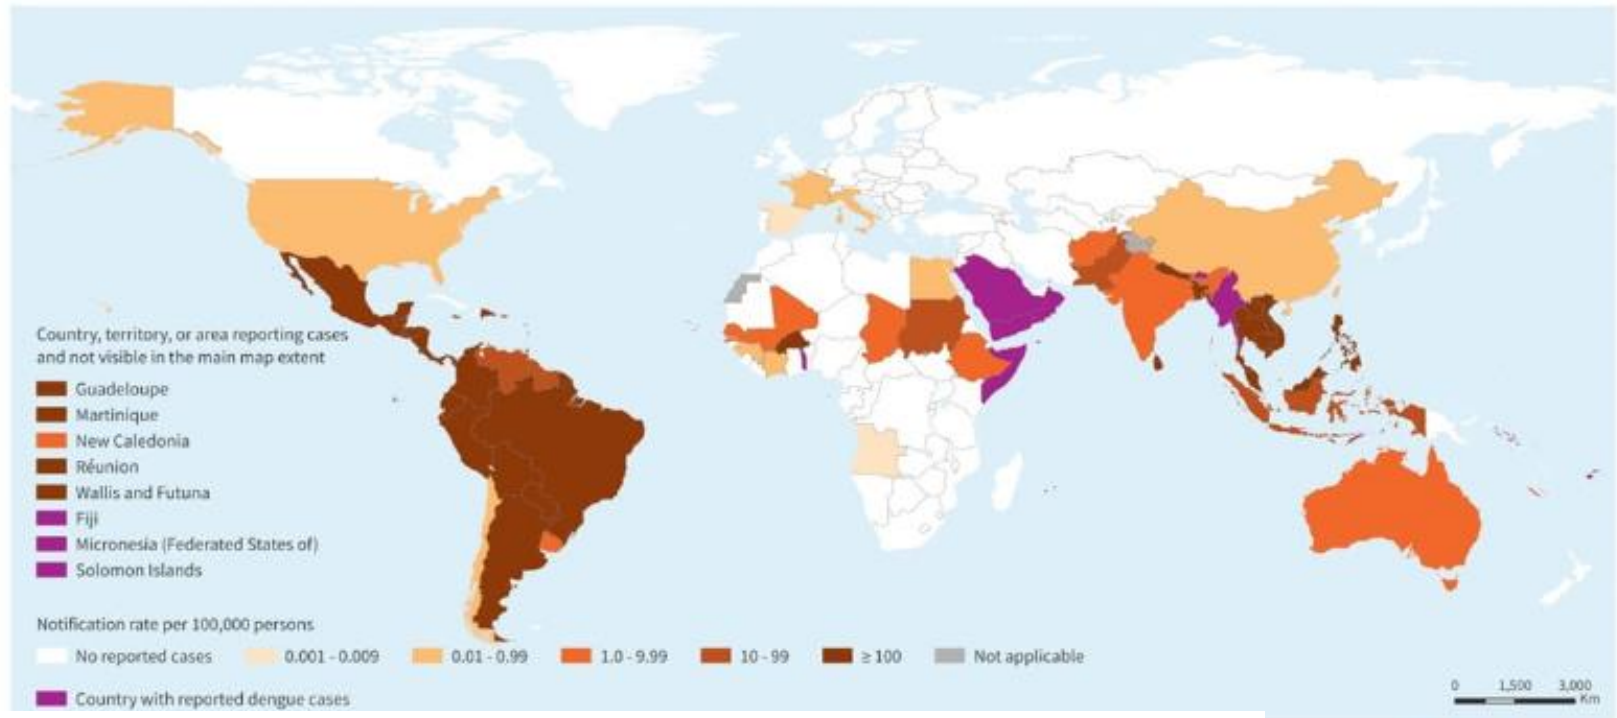 Country, territory, or area reporting cases
and not visible in the main map extent
Guadeloupe
Martinique
New Caledonia
Réunion
Wallis and Futuna
Fiji
Micronesia (Federated States of)
Solomon Islands
Notification rate per 100,000 persons
No reported cases 0.001 - 0.009 0.01 - 0.99 1.0 - 9.99 10 - 99 ≥ 100 Not applicable
Country with reported dengue cases
0 1,500 3,000
Km